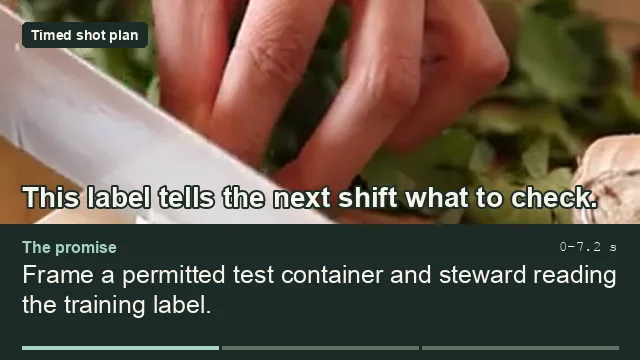 Timed shot plan
This label tells the next shift what to check.
The promise
0–7.2 s
Frame a permitted test container and steward reading
the training label.